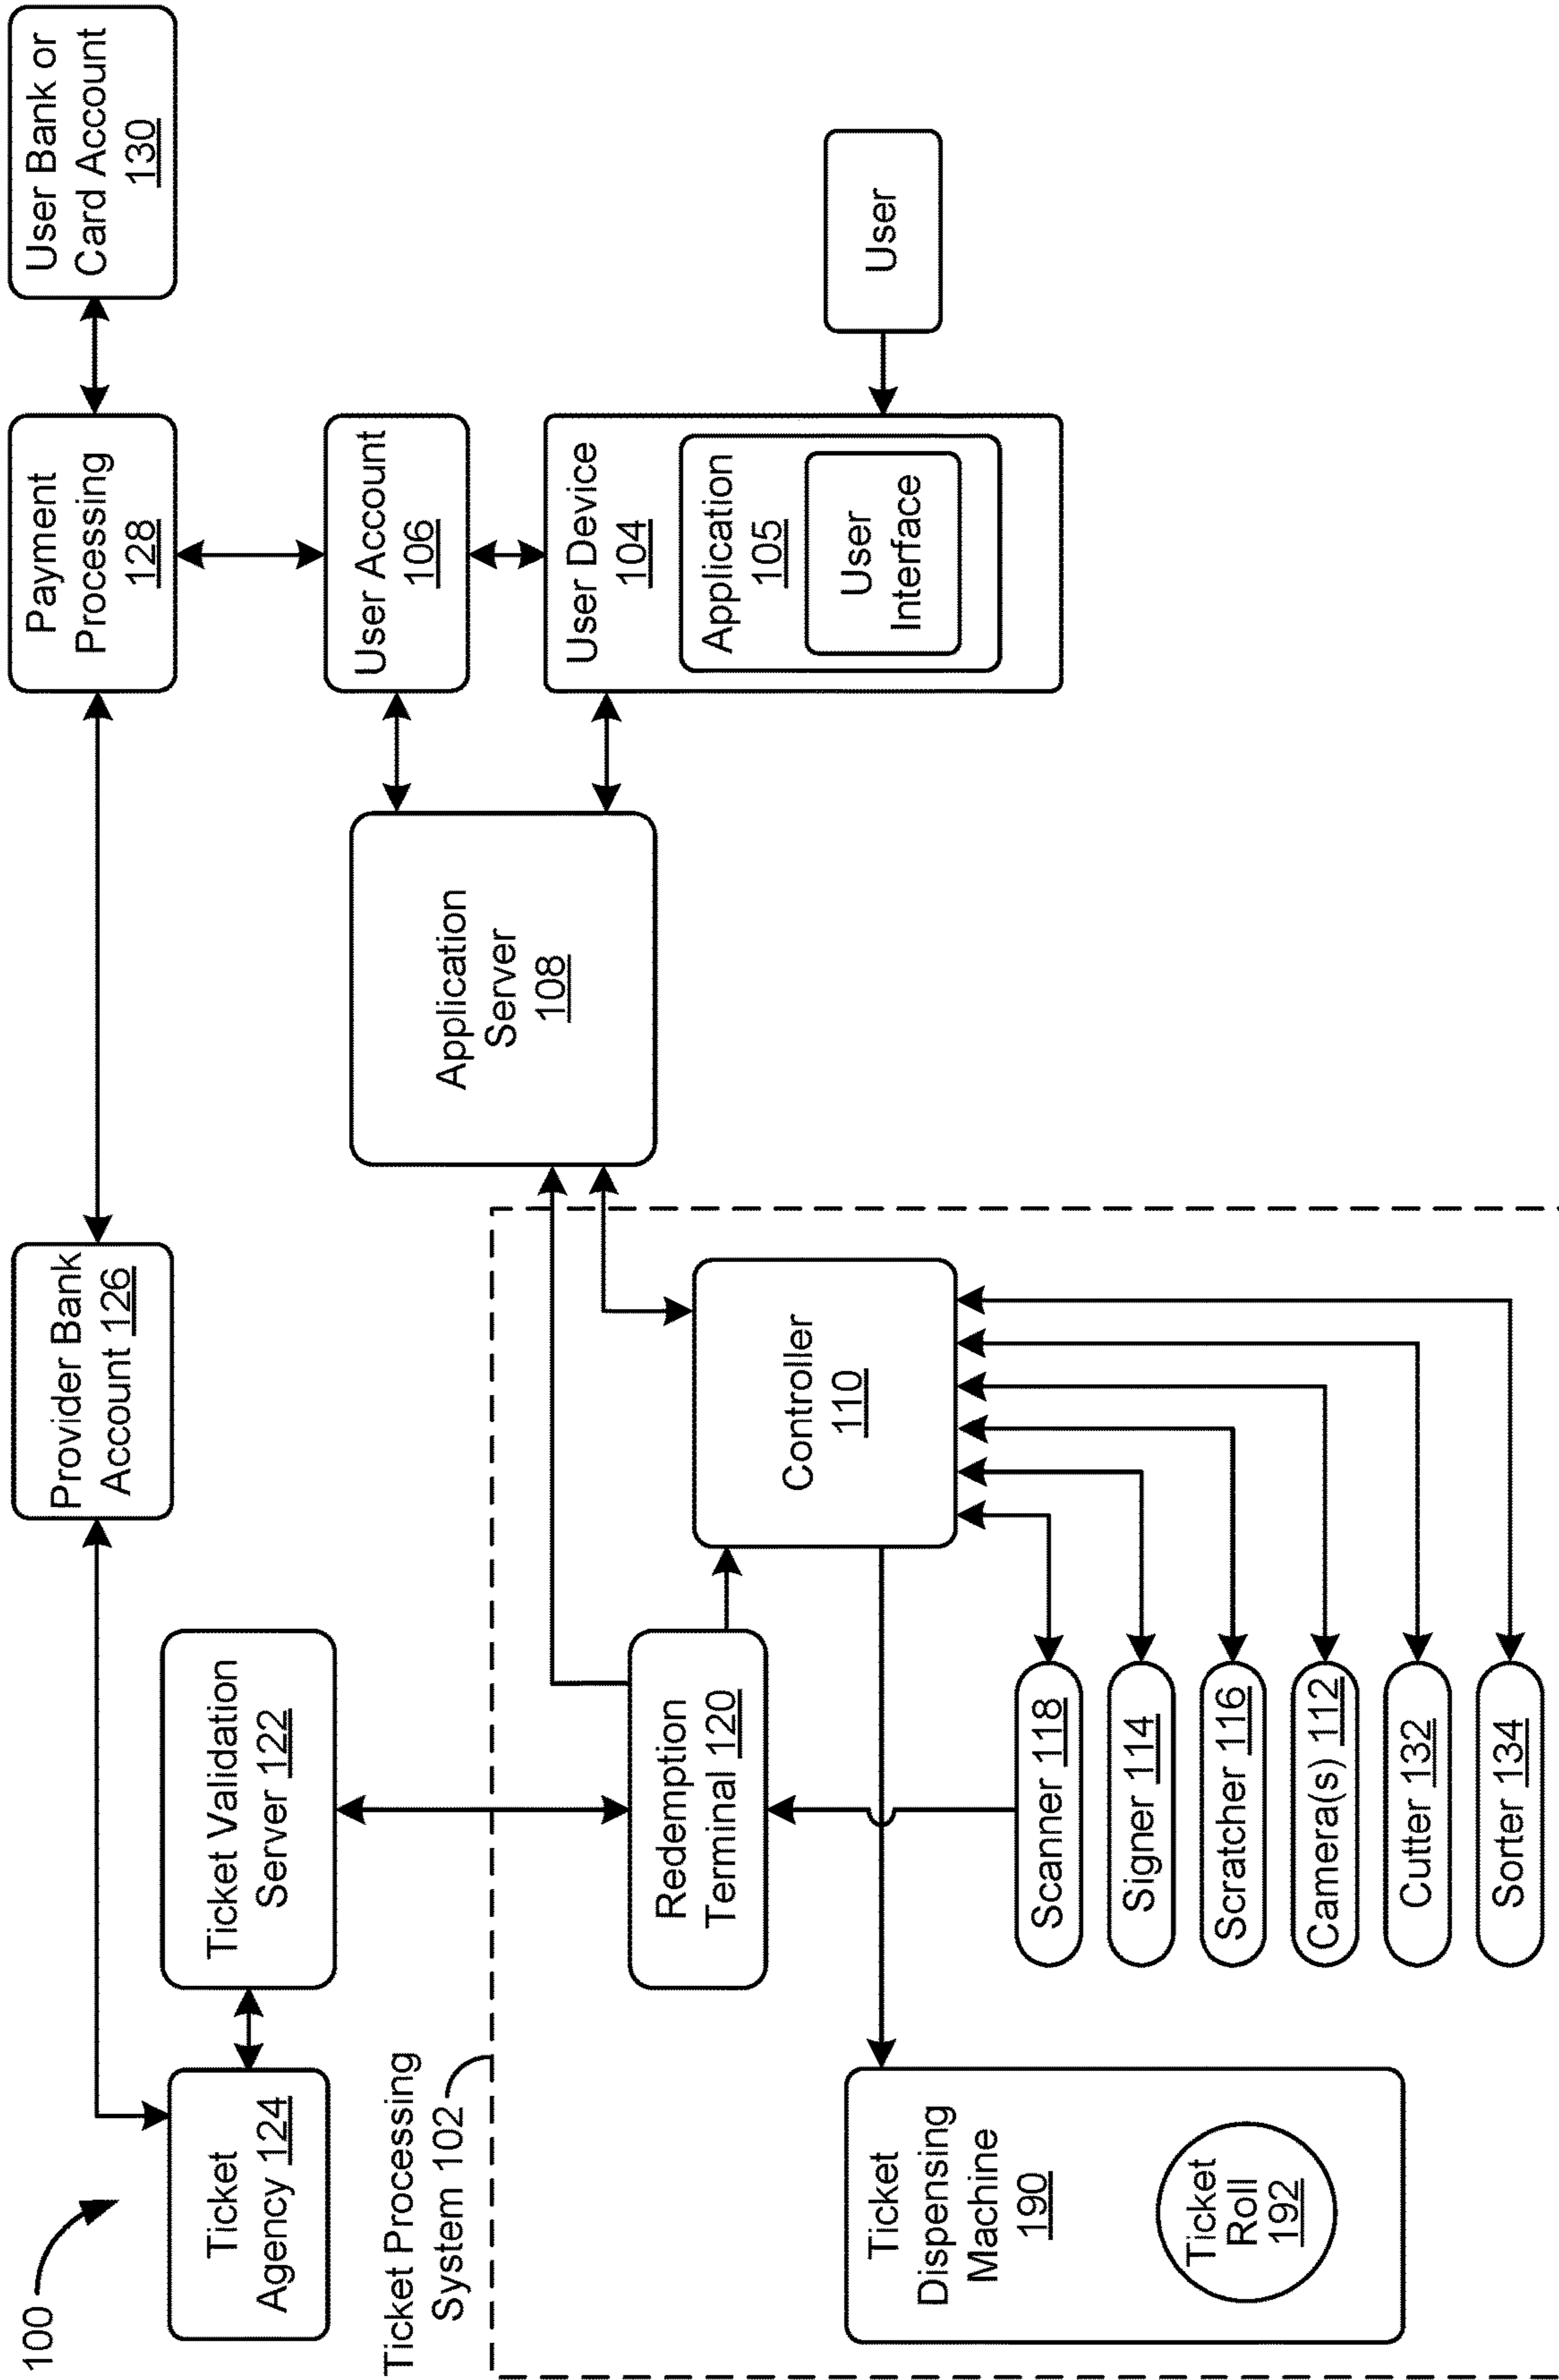 100
Ticket
Agency 124
Provider Bank
Account 126
Payment
Processing
128
User Bank or
Card Account
130
Ticket Validation
Server 122
User Account
106
Ticket Processing
System 102
Application
Server
108
User Device
104
Application
105
User
Interface
User
Redemption
Terminal 120
Controller
110
Ticket
Dispensing
Machine
190
Ticket
Roll
192
Scanner 118
Signer 114
Scratcher 116
Camera(s) 112
Cutter 132
Sorter 134